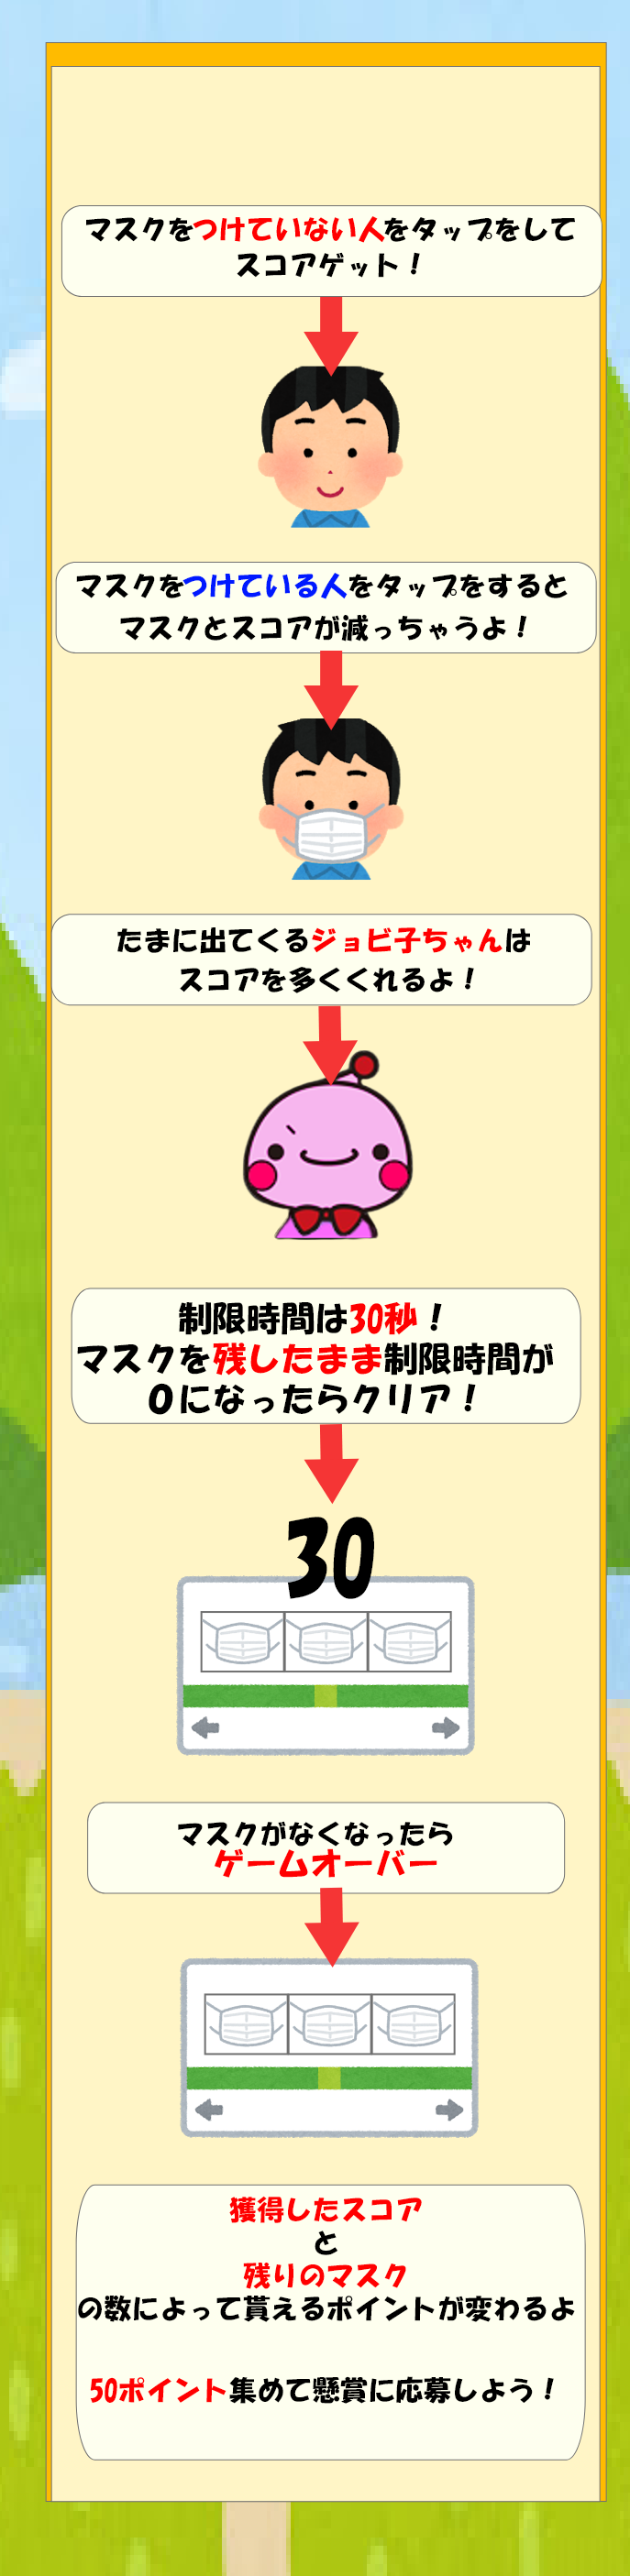 マスクをつけていない人をタップをして
スコアゲット！
マスクをつけている人をタップをすると
マスクとスコアが減っちゃうよ！
たまに出てくるジョビ子ちゃんは
スコアを多くくれるよ！
制限時間は30秒！
マスクを残したまま制限時間が
０になったらクリア！
30
マスクがなくなったら
ゲームオーバー
獲得したスコア
と
残りのマスク
の数によって貰えるポイントが変わるよ
50ポイント集めて懸賞に応募しよう！